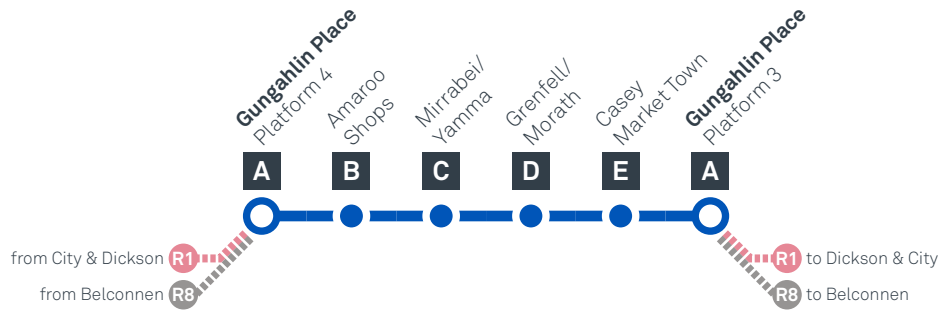 Gungahlin Place
Platform 4
Amaroo
Shops
Mirrabei/
Yamma
Grenfell/
Morath
Casey
Market Town
Gungahlin Place
Platform 3
A
B
C
D
E
A
from City & Dickson R1
R1 to Dickson & City
from Belconnen R8
R8 to Belconnen